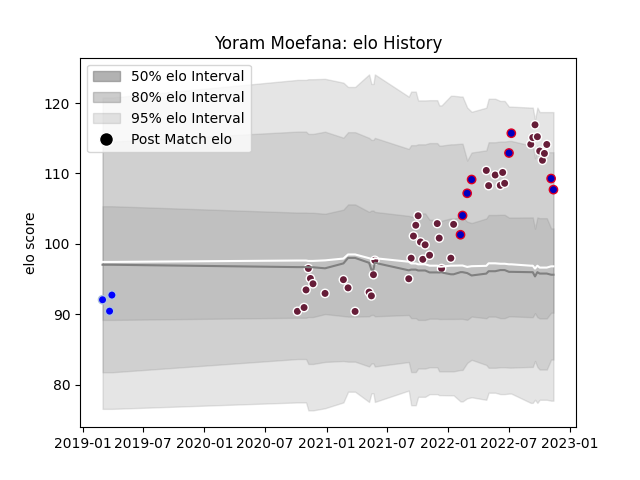 Yoram Moefana: elo History
50% elo Interval
80% elo Interval
95% elo Interval
Post Match elo
elo score
120
110
100
90
80
2019-01 2019-07 2020-01 2020-07 2021-01 2021-07 2022-01 2022-07 2023-01